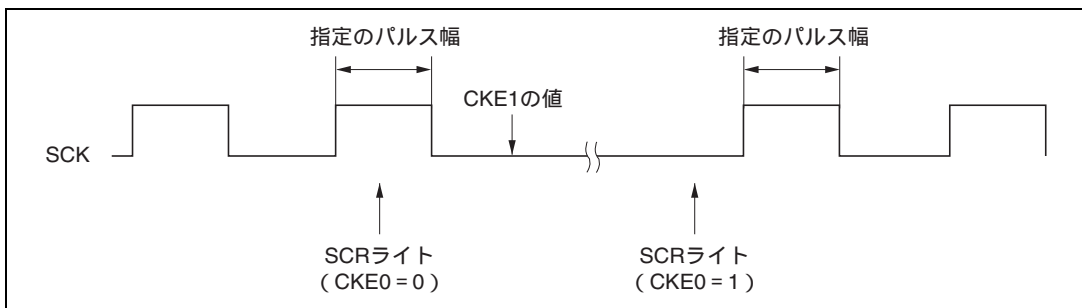 指定のパルス幅
指定のパルス幅
CKE1の値
SCK
SCRライト
( CKE0 = 0 )
SCRライト
( CKE0 = 1 )